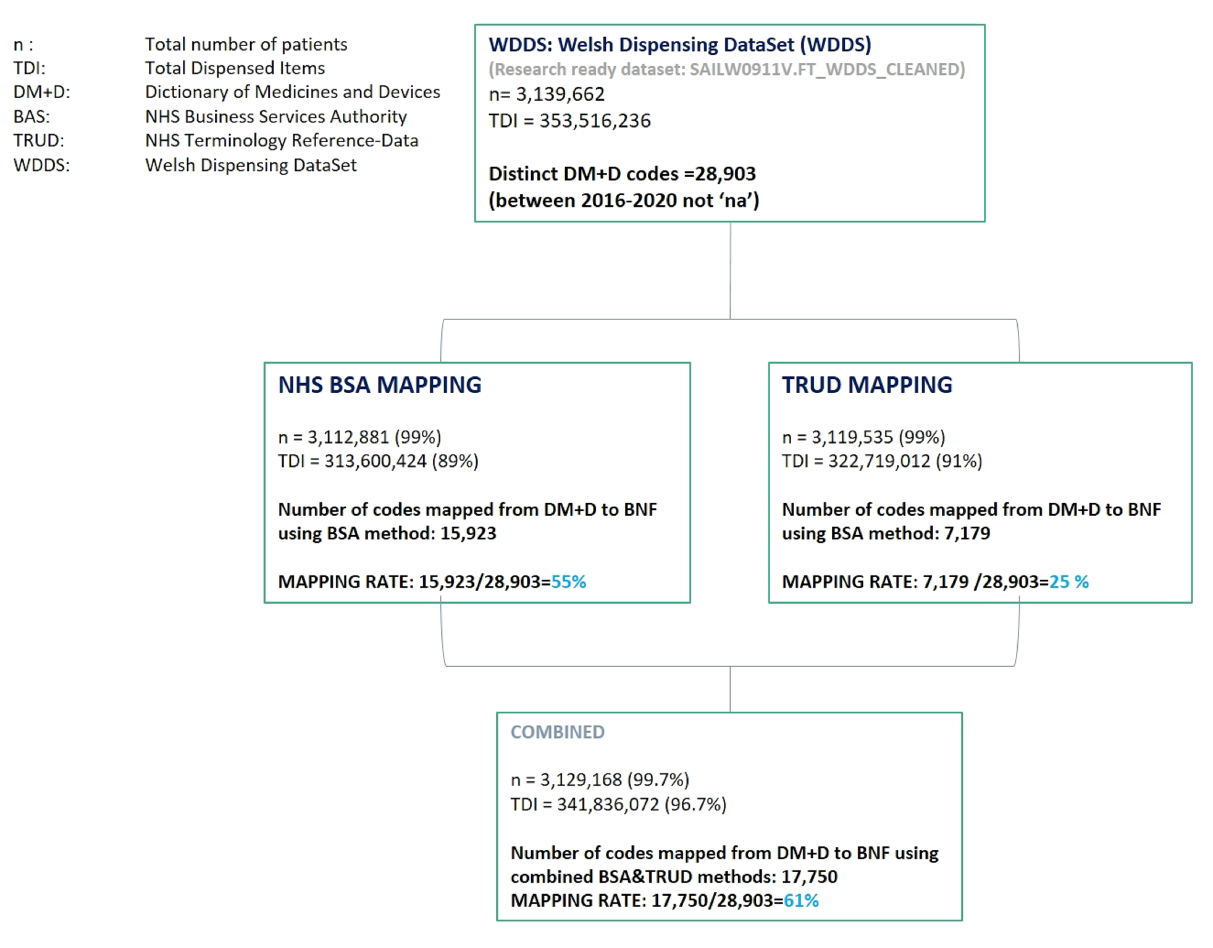 n : Total number of patients
TDI: Total Dispensed Items
DM+D: Dictionary of Medicines and Devices
BAS: NHS Business Services Authority
TRUD: NHS Terminology Reference-Data
WDDS: Welsh Dispensing DataSet
WDDS: Welsh Dispensing DataSet (WDDS)
(Research ready dataset: SAILW0911V.FT_WDDS_CLEANED)
n= 3,139,662
TDI = 353,516,236
Distinct DM+D codes =28,903
(between 2016-2020 not ‘na’)
NHS BSA MAPPING
n = 3,112,881 (99%)
TDI = 313,600,424 (89%)
Number of codes mapped from DM+D to BNF
using BSA method: 15,923
MAPPING RATE: 15,923/28,903=55%
TRUD MAPPING
n = 3,119,535 (99%)
TDI = 322,719,012 (91%)
Number of codes mapped from DM+D to BNF
using BSA method: 7,179
MAPPING RATE: 7,179 /28,903=25 %
COMBINED
n = 3,129,168 (99.7%)
TDI = 341,836,072 (96.7%)
Number of codes mapped from DM+D to BNF using
combined BSA&TRUD methods: 17,750
MAPPING RATE: 17,750/28,903=61%